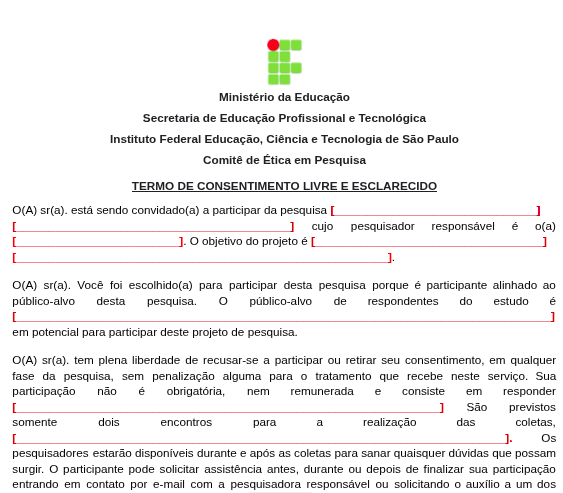 Ministério da Educação
Secretaria de Educação Profissional e Tecnológica
Instituto Federal Educação, Ciência e Tecnologia de São Paulo
Comitê de Ética em Pesquisa
TERMO DE CONSENTIMENTO LIVRE E ESCLARECIDO
O(A) sr(a). está sendo convidado(a) a participar da pesquisa [______________________________]
[________________________________________] cujo pesquisador responsável é o(a)
[________________________]. O objetivo do projeto é [__________________________________]
[______________________________________________________].
O(A) sr(a). Você foi escolhido(a) para participar desta pesquisa porque é participante alinhado ao
público-alvo desta pesquisa. O público-alvo de respondentes do estudo é
[______________________________________________________________________________]
em potencial para participar deste projeto de pesquisa.
O(A) sr(a). tem plena liberdade de recusar-se a participar ou retirar seu consentimento, em qualquer
fase da pesquisa, sem penalização alguma para o tratamento que recebe neste serviço. Sua
participação não é obrigatória, nem remunerada e consiste em responder
[______________________________________________________________] São previstos
somente dois encontros para a realização das coletas,
[________________________________________________________________________]. Os
pesquisadores estarão disponíveis durante e após as coletas para sanar quaisquer dúvidas que possam
surgir. O participante pode solicitar assistência antes, durante ou depois de finalizar sua participação
entrando em contato por e-mail com a pesquisadora responsável ou solicitando o auxílio a um dos